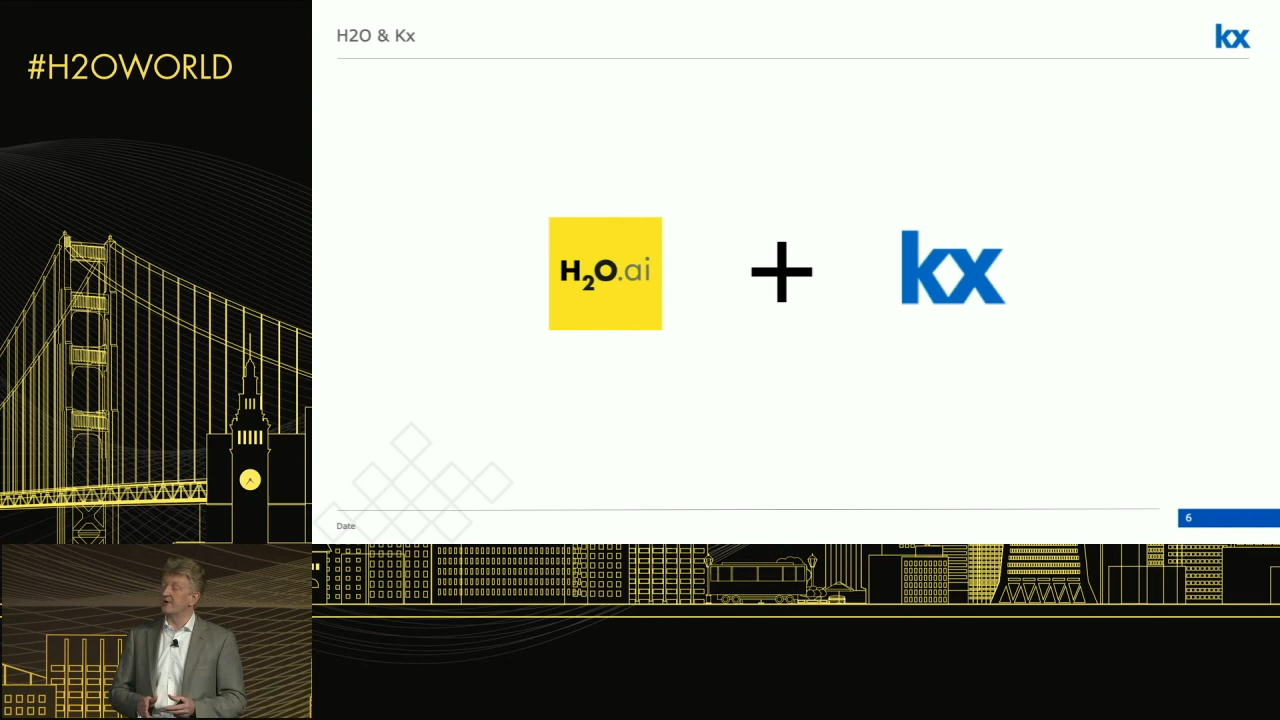 #H2OWORLD
H2O & Kx
kx
H2O.ai
+
kx
Date
6